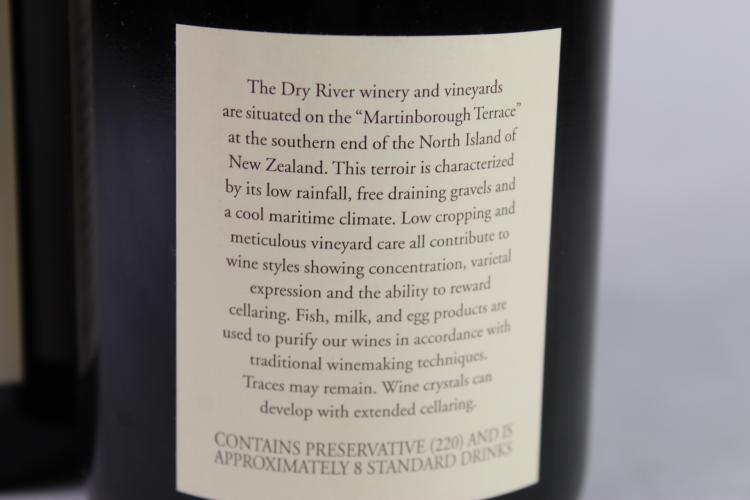 The Dry River winery and vineyards
are situated on the “Martinborough Terrace”
at the southern end of the North Island of
New Zealand. This terroir is characterized
by its low rainfall, free draining gravels and
a cool maritime climate. Low cropping and
meticulous vineyard care all contribute to
wine styles showing concentration, varietal
expression and the ability to reward
cellaring. Fish, milk, and egg products are
used to purify our wines in accordance with
traditional winemaking techniques.
Traces may remain. Wine crystals can
develop with extended cellaring.
CONTAINS PRESERVATIVE (220) AND IS
APPROXIMATELY 8 STANDARD DRINKS